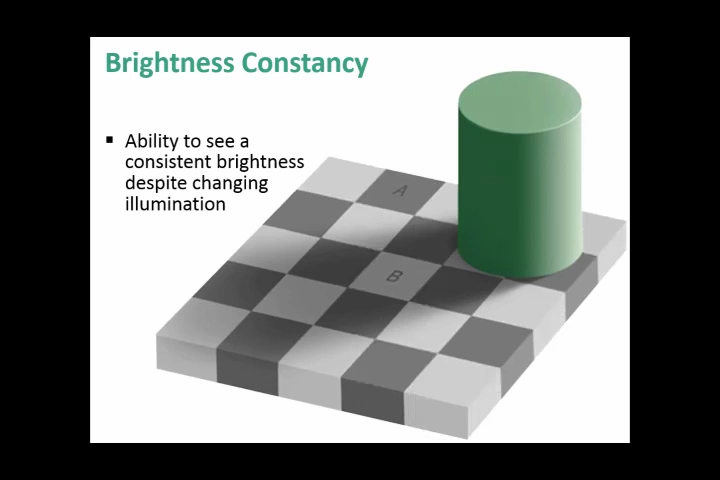 Brightness Constancy
▪ Ability to see a
consistent brightness
despite changing
illumination
A
B